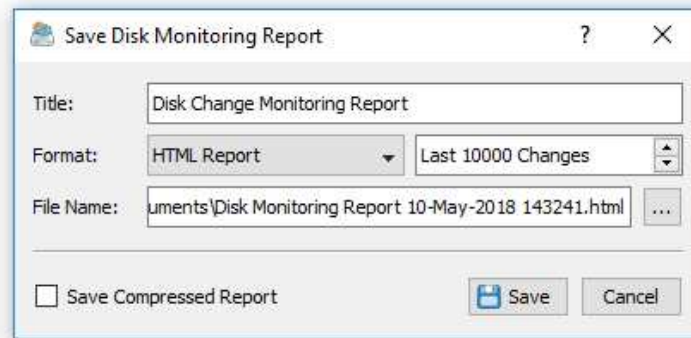 Save Disk Monitoring Report ?
Title: Disk Change Monitoring Report
Format: HTML Report Last 10000 Changes
File Name: uments\Disk Monitoring Report 10-May-2018 143241.html ...
Save Compressed Report Save Cancel